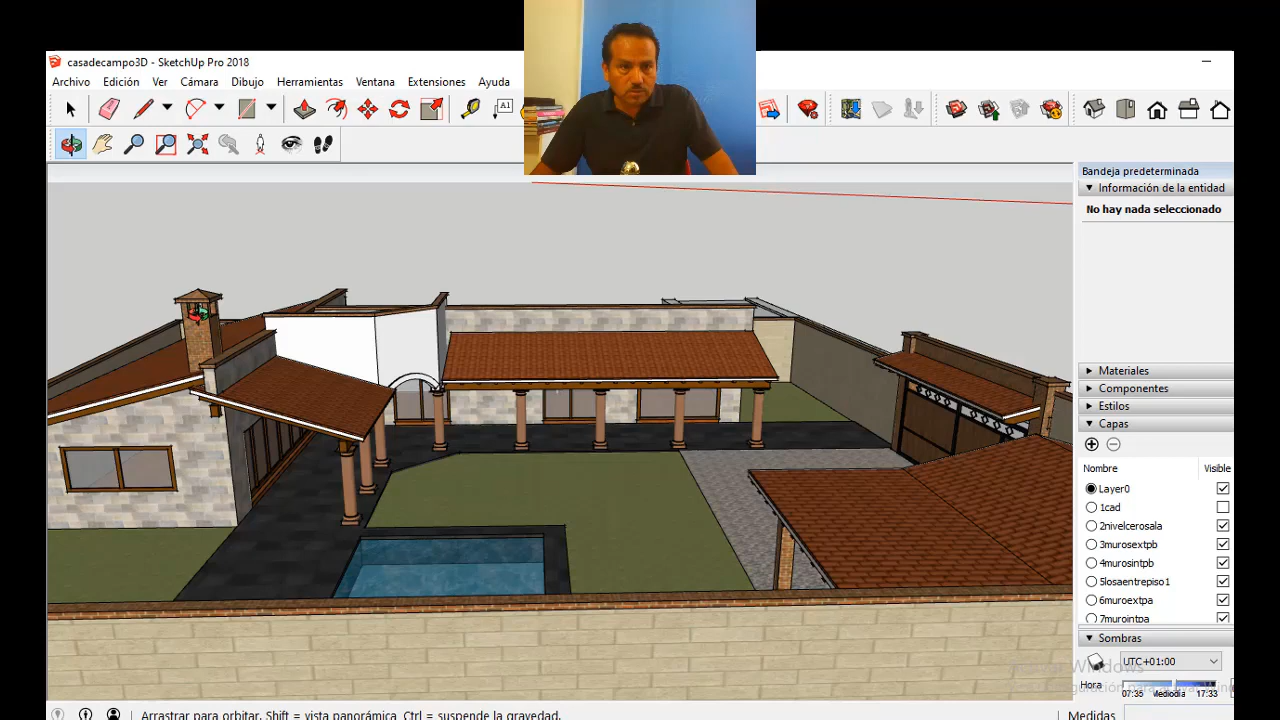 casadecampo3D - SketchUp Pro 2018
Archivo Edición Ver Cámara Dibujo Herramientas Ventana Extensiones Ayuda
A1
Bandeja predeterminada
Información de la entidad
No hay nada seleccionado
Materiales
Componentes
Estilos
Capas
Nombre Visible
Layer0
1cad
2nivelcerosala
3murosextpb
4murosintpb
5losaentrepiso1
6muroextpa
7murointpa
Sombras
UTC+01:00
Hora 07:35 Mediodía 17:33
Arrastrar para orbitar. Shift = vista panorámica, Ctrl = suspende la gravedad.
Medidas